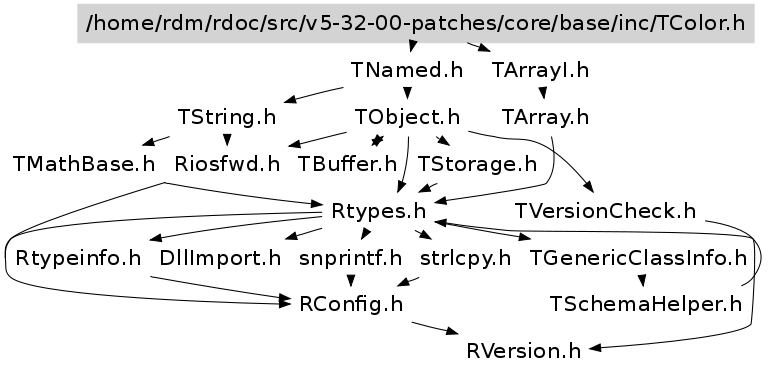 /home/rdm/rdoc/src/v5-32-00-patches/core/base/inc/TColor.h
TNamed.h TArrayI.h
TString.h TObject.h TArray.h
TMathBase.h Riosfwd.h TBuffer.h TStorage.h
Rtypes.h TVersionCheck.h
Rtypeinfo.h DllImport.h snprintf.h strlcpy.h TGenericClassInfo.h
RConfig.h TSchemaHelper.h
RVersion.h